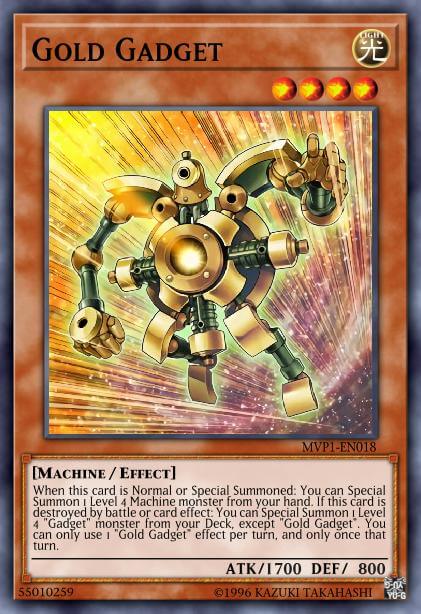 GOLD GADGET
LIGHT
光
MVP1-EN018
[MACHINE / EFFECT]
When this card is Normal or Special Summoned: You can Special
Summon 1 Level 4 Machine monster from your hand. If this card is
destroyed by battle or card effect: You can Special Summon 1 Level
4 "Gadget" monster from your Deck, except "Gold Gadget". You
can only use 1 "Gold Gadget" effect per turn, and only once that
turn.
ATK/1700 DEF/ 800
55010259
©1996 KAZUKI TAKAHASHI